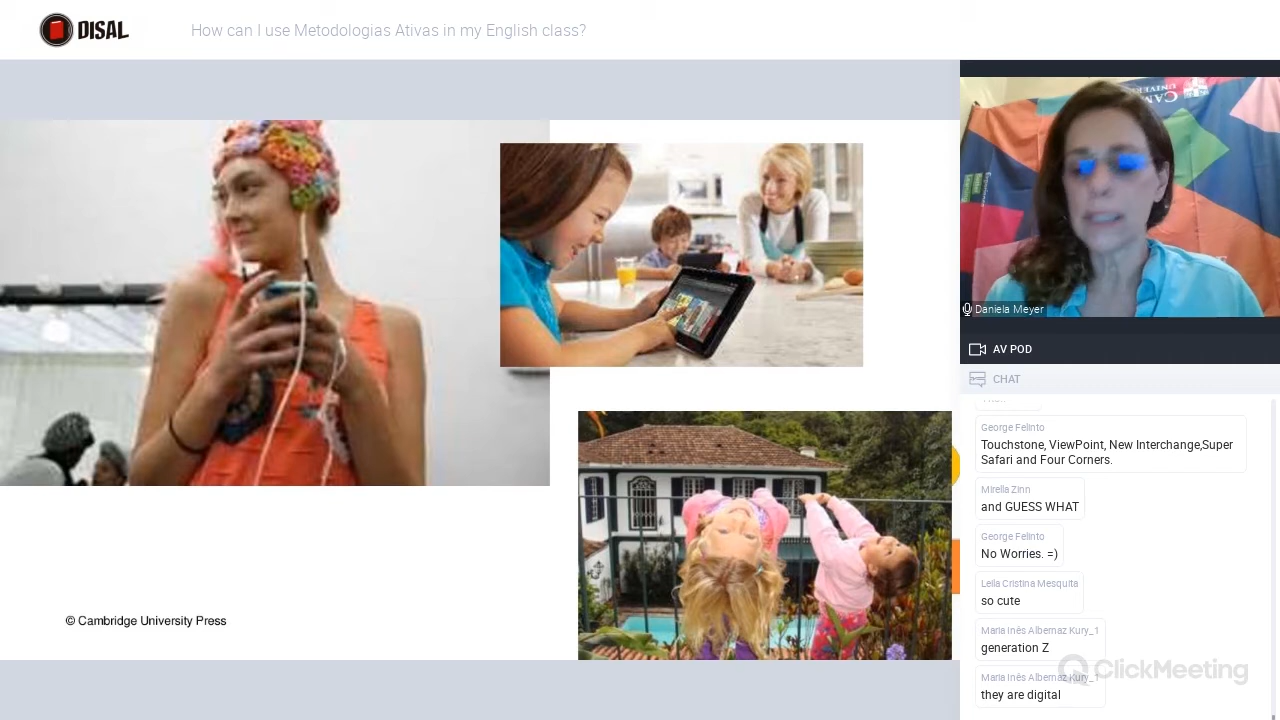 DISAL
How can I use Metodologias Ativas in my English class?
© Cambridge University Press
Daniela Meyer
AV POD
CHAT
George Felinto
Touchstone, ViewPoint, New Interchange,Super
Safari and Four Corners.
Mirella Zinn
and GUESS WHAT
George Felinto
No Worries. =)
Leila Cristina Mesquita
so cute
Maria Inês Albernaz Kury_1
generation Z
Maria Inês Albernaz Kury_1
they are digital
ClickMeeting